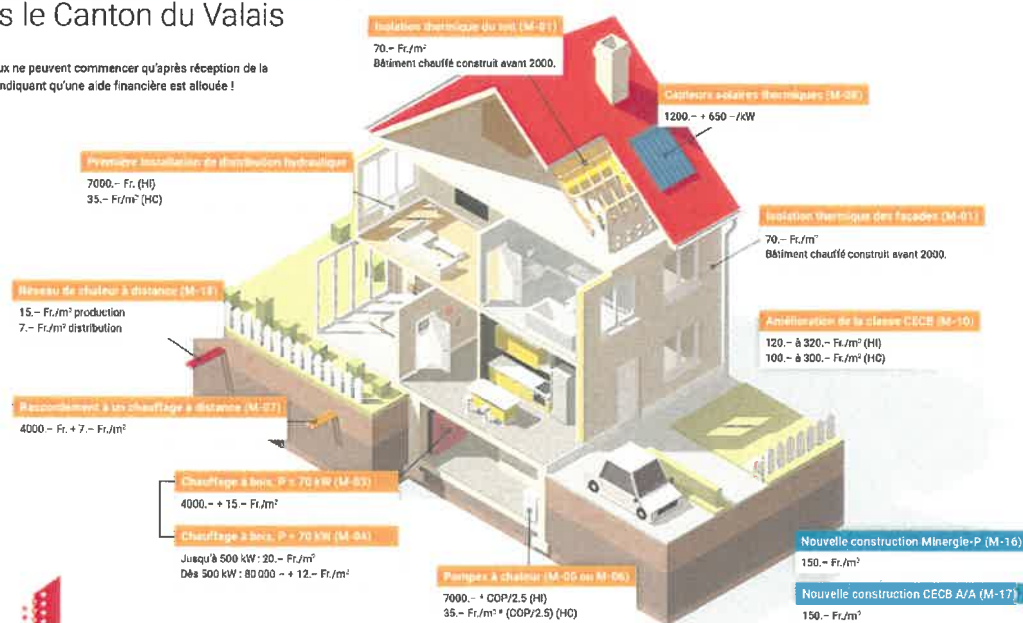 s le Canton du Valais
ux ne peuvent commencer qu'après réception de la
ndiquant qu'une aide financière est allouée !
Isolation thermique du toit (M-01)
70.– Fr./m²
Bâtiment chauffé construit avant 2000.
Capteurs solaires thermiques (M-08)
1200.– + 650 –/kW
Première installation de distribution hydraulique
7000.– Fr. (HI)
35.– Fr/m² (HC)
Isolation thermique des façades (M-01)
70.– Fr./m²
Bâtiment chauffé construit avant 2000.
Réseau de chaleur à distance (M-18)
15.– Fr./m² production
7.– Fr./m² distribution
Amélioration de la classe CECB (M-10)
120.– à 320.– Fr./m² (HI)
100.– à 300.– Fr./m² (HC)
Raccordement à un chauffage à distance (M-07)
4000.– Fr. + 7.– Fr./m²
Chauffage à bois, P < 70 kW (M-03)
4000.– + 15.– Fr./m²
Chauffage à bois, P > 70 kW (M-04)
Jusqu'à 500 kW : 20.– Fr./m²
Dès 500 kW : 80 000 – + 12.– Fr./m²
Pompes à chaleur (M-05 ou M-06)
7000.– * COP/2.5 (HI)
35.– Fr./m² * (COP/2.5) (HC)
Nouvelle construction Minergie-P (M-16)
150.– Fr./m²
Nouvelle construction CECB A/A (M-17)
150.– Fr./m²